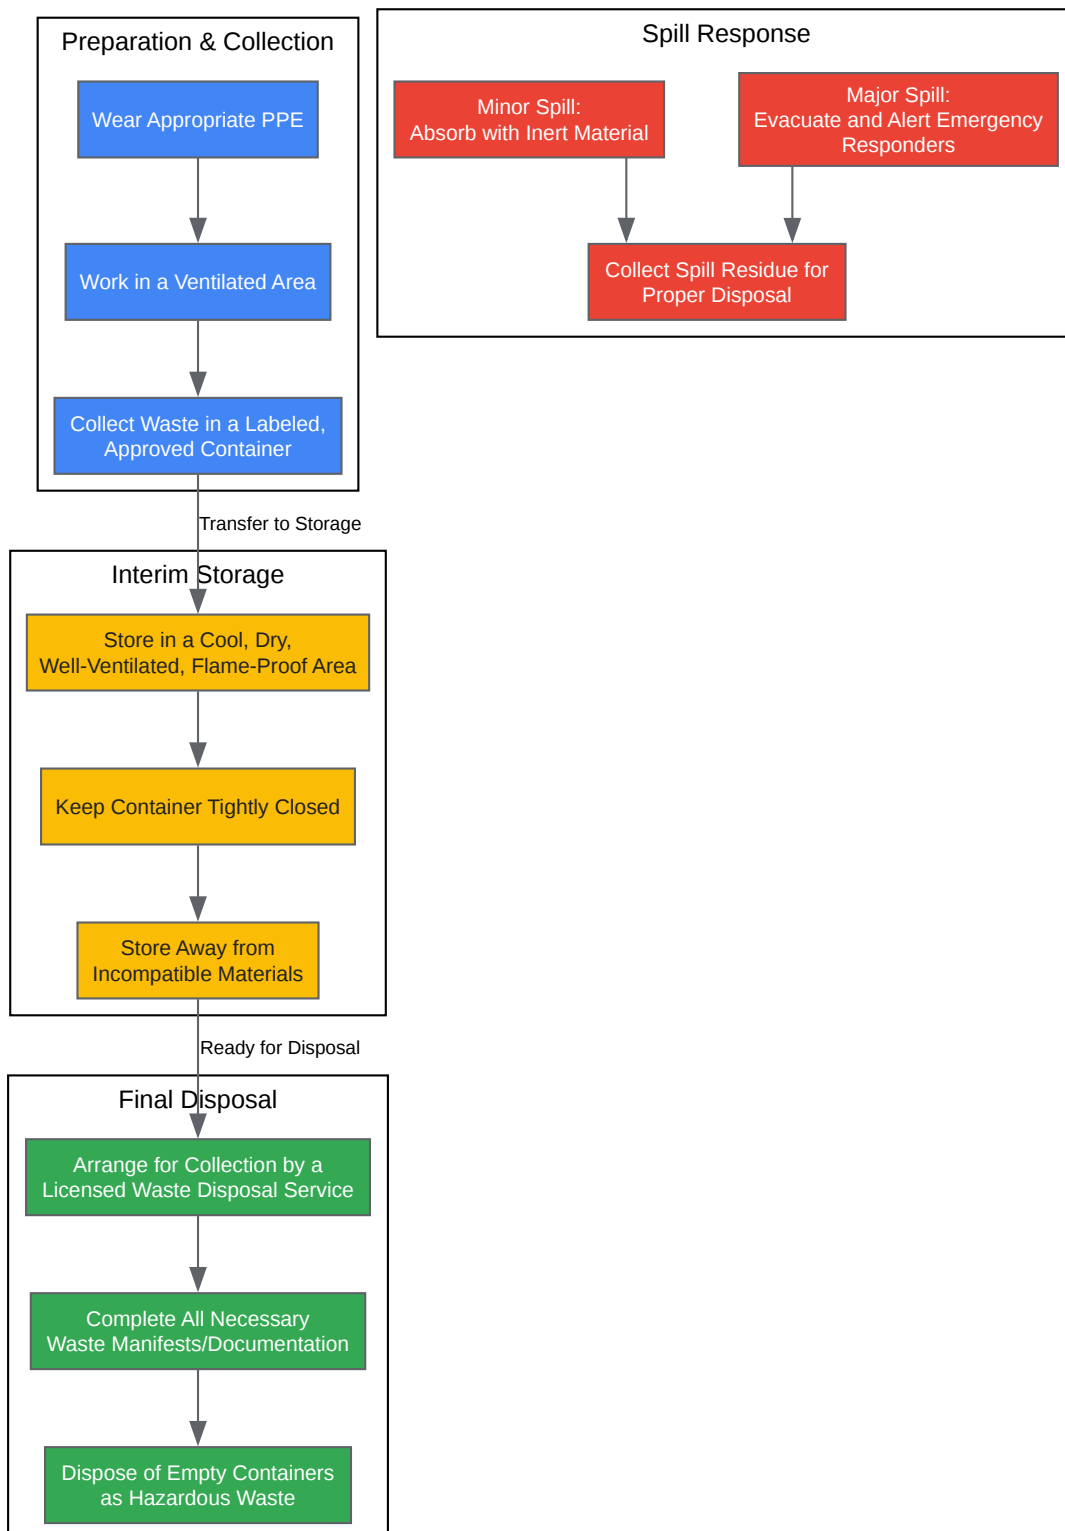 Preparation & Collection
Wear Appropriate PPE
Work in a Ventilated Area
Collect Waste in a Labeled,
Approved Container
Transfer to Storage
Interim Storage
Store in a Cool, Dry,
Well-Ventilated, Flame-Proof Area
Keep Container Tightly Closed
Store Away from
Incompatible Materials
Ready for Disposal
Final Disposal
Arrange for Collection by a
Licensed Waste Disposal Service
Complete All Necessary
Waste Manifests/Documentation
Dispose of Empty Containers
as Hazardous Waste
Spill Response
Minor Spill:
Absorb with Inert Material
Major Spill:
Evacuate and Alert Emergency
Responders
Collect Spill Residue for
Proper Disposal